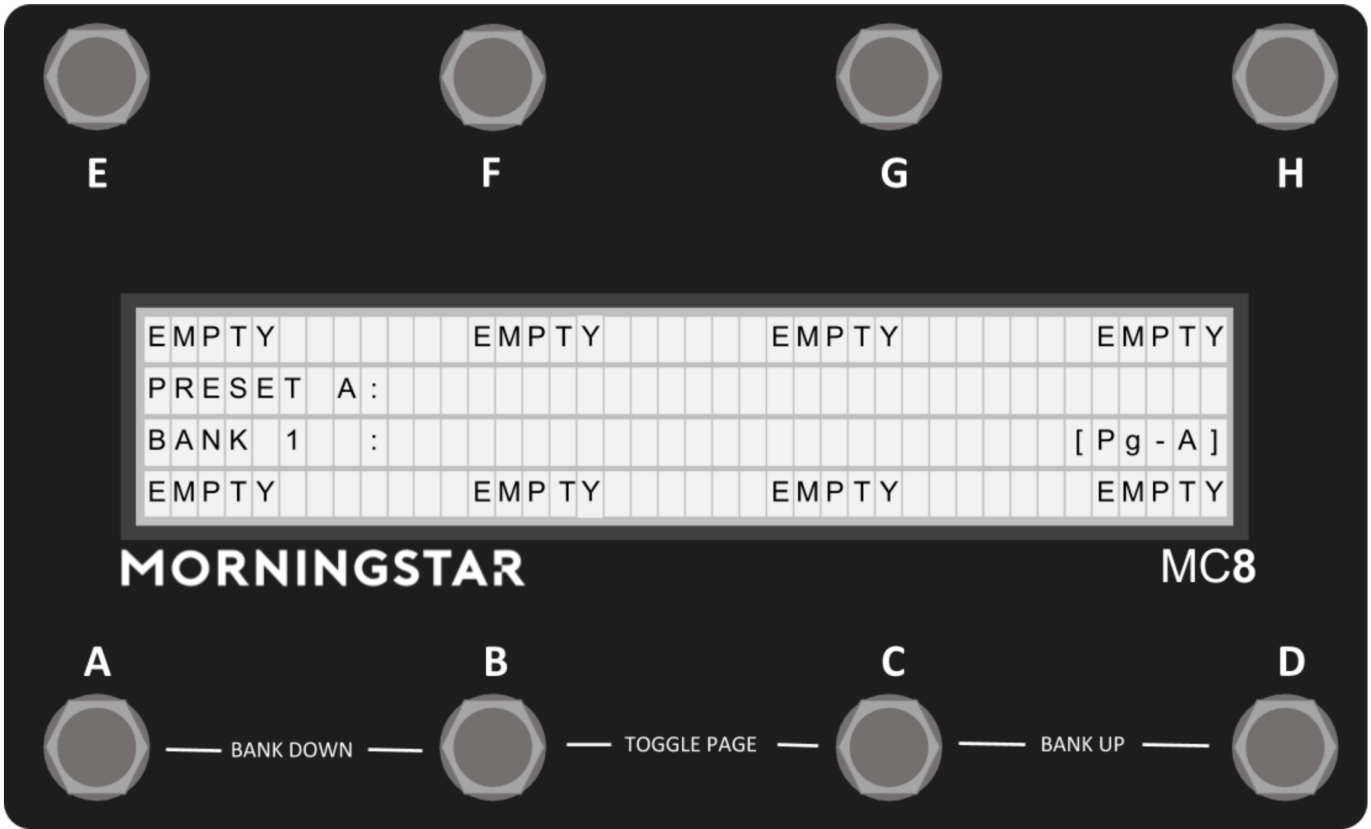 E F G H
EMPTY EMPTY EMPTY EMPTY
PRESET A:
BANK 1 : [Pg-A]
EMPTY EMPTY EMPTY EMPTY
MORNINGSTAR MC8
A B C D
BANK DOWN TOGGLE PAGE BANK UP